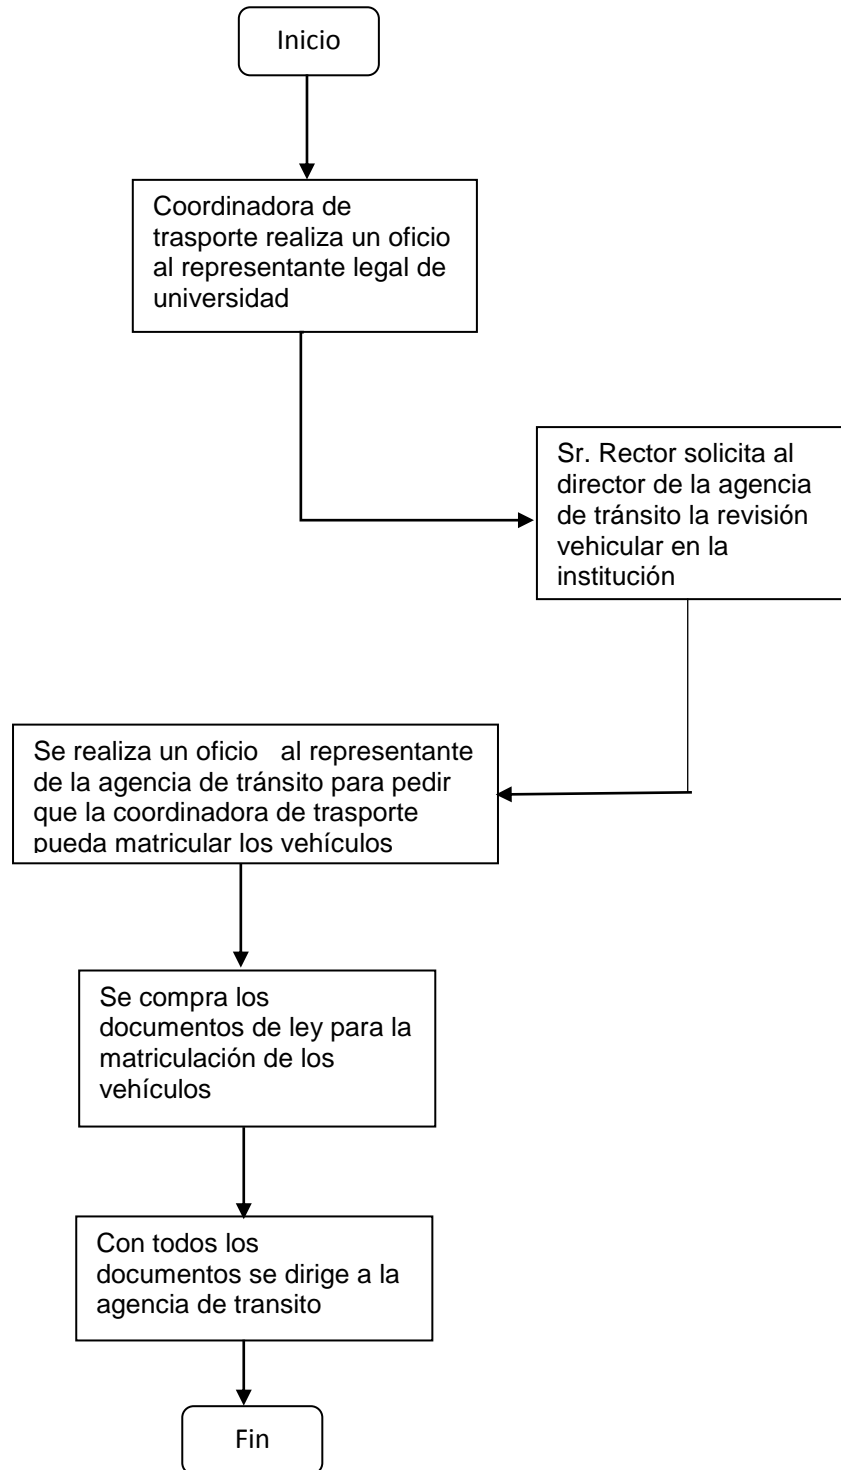 Inicio
Coordinadora de
trasporte realiza un oficio
al representante legal de
universidad
Sr. Rector solicita al
director de la agencia
de tránsito la revisión
vehicular en la
institución
Se realiza un oficio al representante
de la agencia de tránsito para pedir
que la coordinadora de trasporte
pueda matricular los vehículos
Se compra los
documentos de ley para la
matriculación de los
vehículos
Con todos los
documentos se dirige a la
agencia de transito
Fin